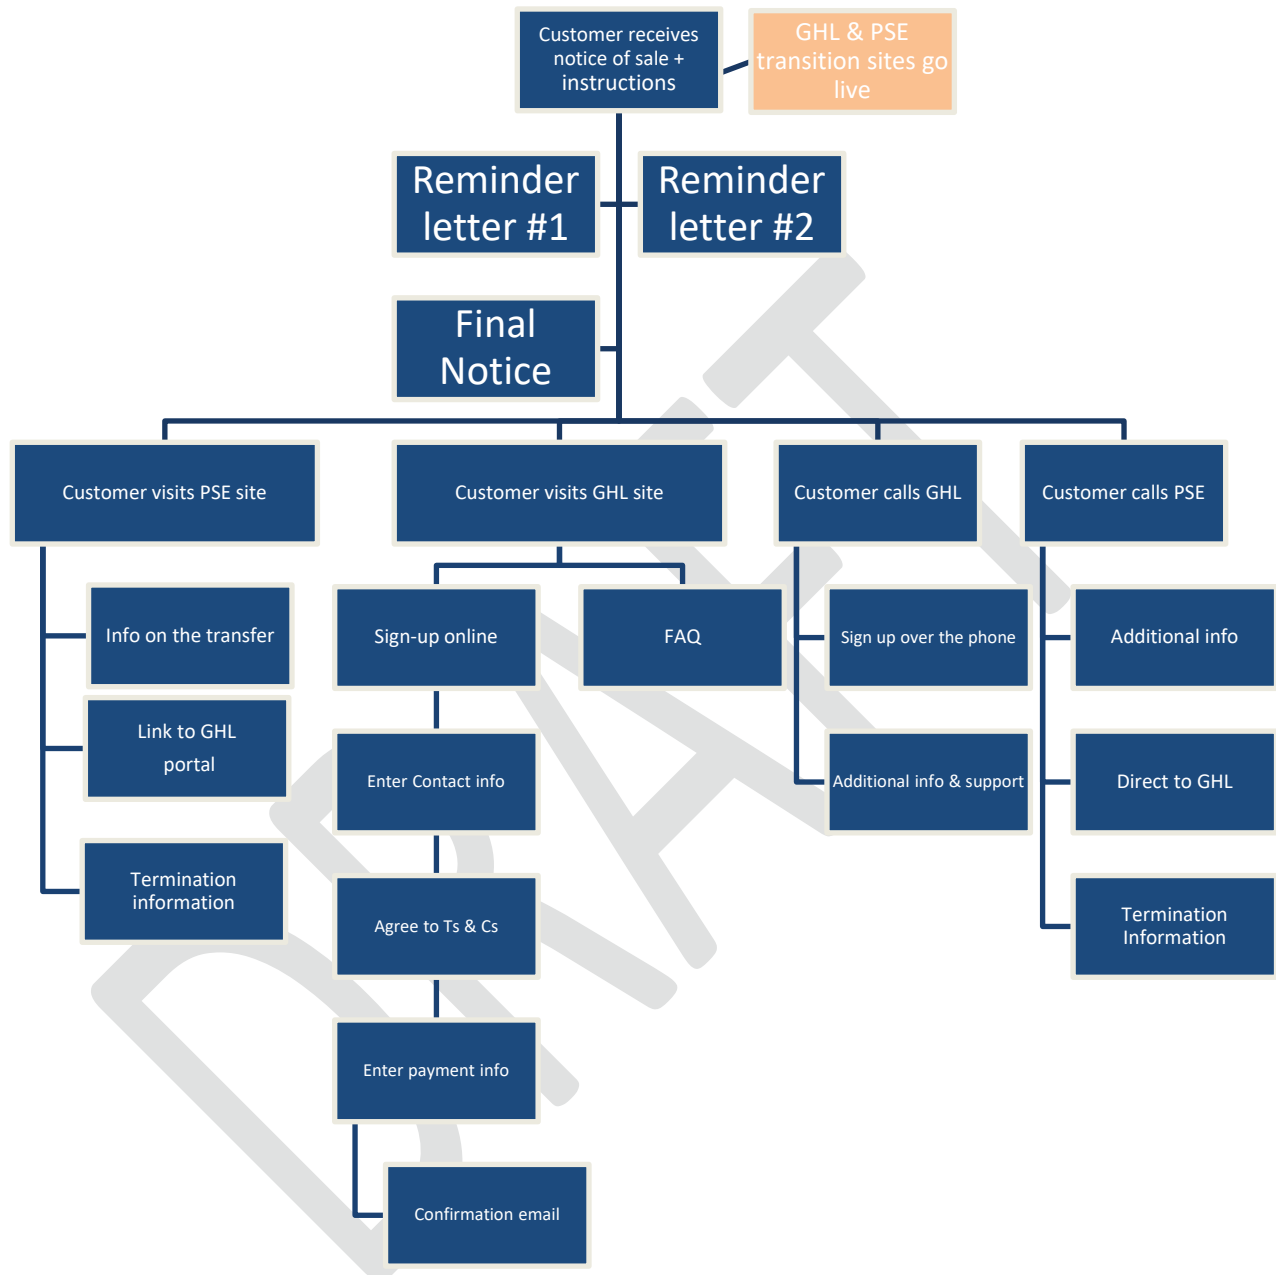 Customer receives
notice of sale +
instructions
GHL & PSE
transition sites go
live
Reminder
letter #1
Reminder
letter #2
Final
Notice
Customer visits PSE site
Customer visits GHL site
Customer calls GHL
Customer calls PSE
Info on the transfer
Sign-up online
FAQ
Sign up over the phone
Additional info
Link to GHL
portal
Enter Contact info
Additional info & support
Direct to GHL
Termination
information
Agree to Ts & Cs
Termination
Information
Enter payment info
Confirmation email
DRAFT